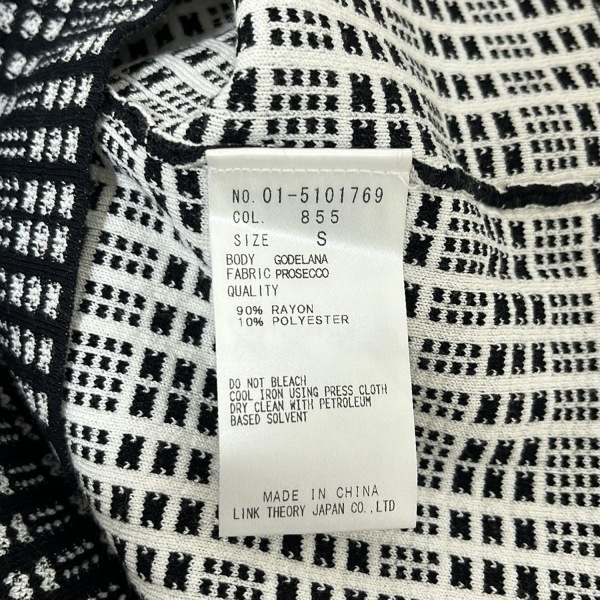 NO. 01-5101769
COL. 855
SIZE S
BODY GODELANA
FABRIC PROSECCO
QUALITY
90% RAYON
10% POLYESTER
DO NOT BLEACH
COOL IRON USING PRESS CLOTH
DRY CLEAN WITH PETROLEUM
BASED SOLVENT
MADE IN CHINA
LINK THEORY JAPAN CO.,LTD